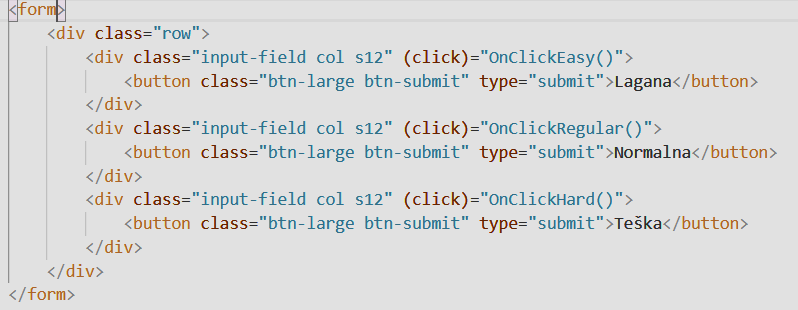 <form>
<div class="row">
<div class="input-field col s12" (click)="OnClickEasy()">
<button class="btn-large btn-submit" type="submit">Lagana</button>
</div>
<div class="input-field col s12" (click)="OnClickRegular()">
<button class="btn-large btn-submit" type="submit">Normalna</button>
</div>
<div class="input-field col s12" (click)="OnClickHard()">
<button class="btn-large btn-submit" type="submit">Teška</button>
</div>
</div>
</form>